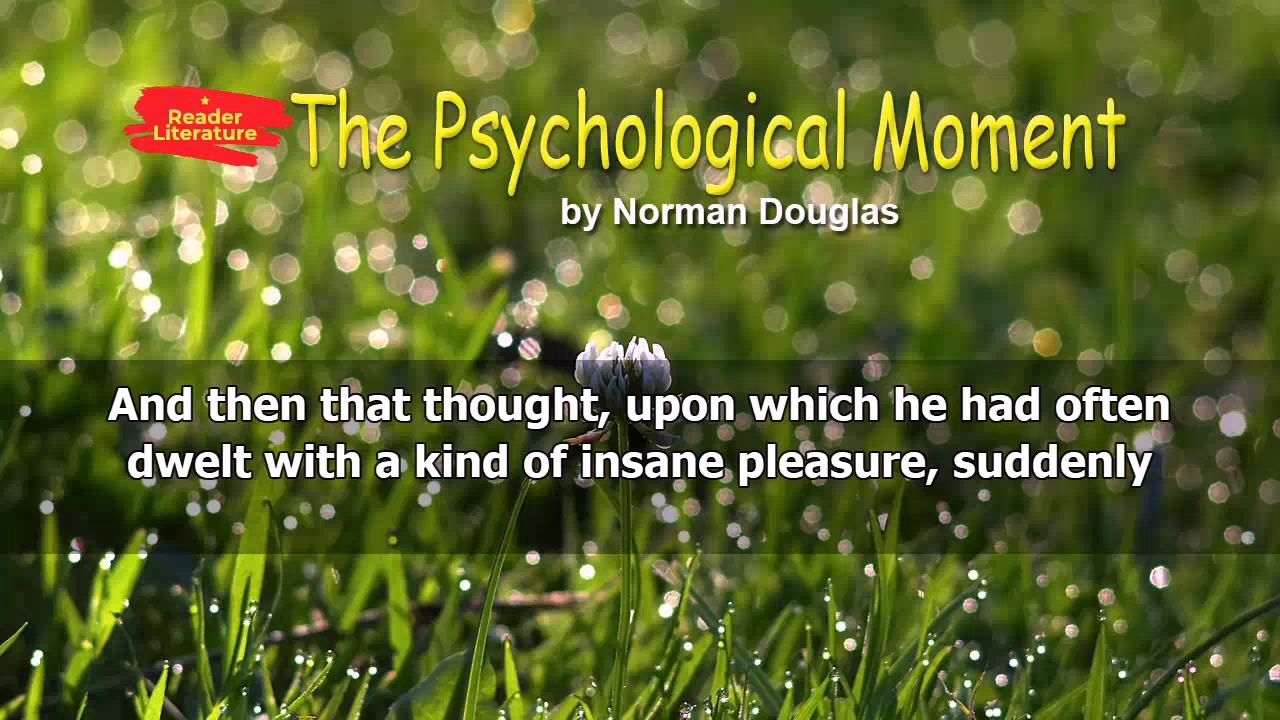 Reader
Literature
The Psychological Moment
by Norman Douglas
And then that thought, upon which he had often
dwelt with a kind of insane pleasure, suddenly